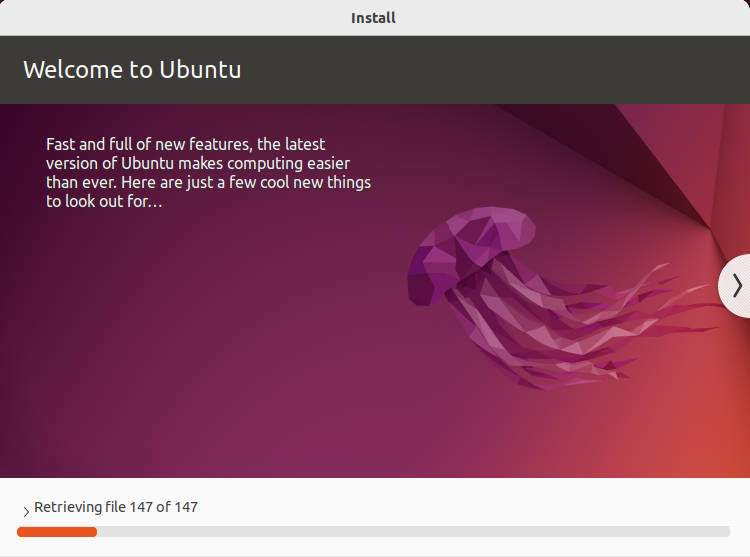 Install
Welcome to Ubuntu
Fast and full of new features, the latest
version of Ubuntu makes computing easier
than ever. Here are just a few cool new things
to look out for…
Retrieving file 147 of 147